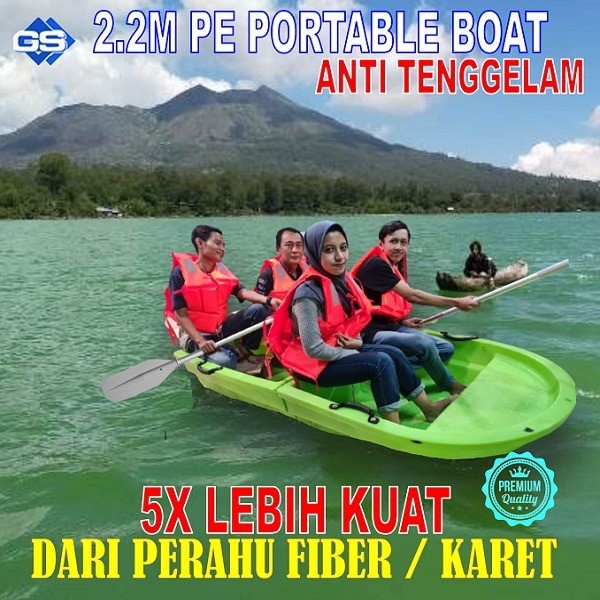 GS
2.2M PE PORTABLE BOAT
ANTI TENGGELAM
PREMIUM
Quality
5X LEBIH KUAT
DARI PERAHU FIBER / KARET